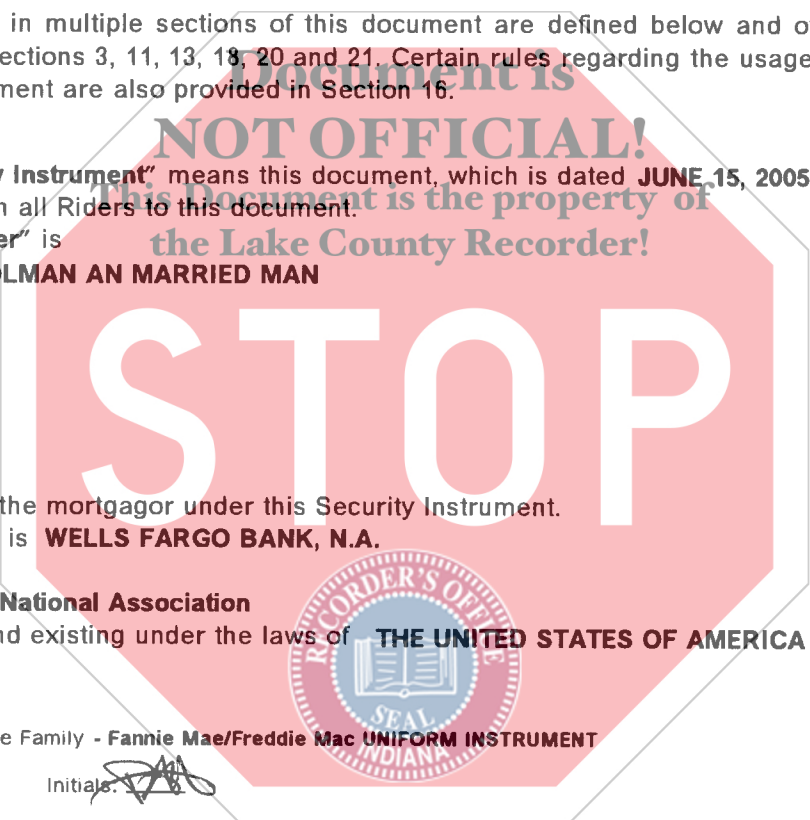 in multiple sections of this document are defined below and o
ections 3, 11, 13, 18, 20 and 21. Certain rules regarding the usage
ment are also provided in Section 16.
Document is
NOT OFFICIAL!
This Document is the property of
the Lake County Recorder!
y Instrument" means this document, which is dated JUNE 15, 2005
n all Riders to this document.
er" is
OLMAN AN MARRIED MAN
STOP
the mortgagor under this Security Instrument.
is WELLS FARGO BANK, N.A.
National Association
nd existing under the laws of THE UNITED STATES OF AMERICA
RECORDER'S OFFICE
SEAL
INDIANA
e Family - Fannie Mae/Freddie Mac UNIFORM INSTRUMENT
Initials: